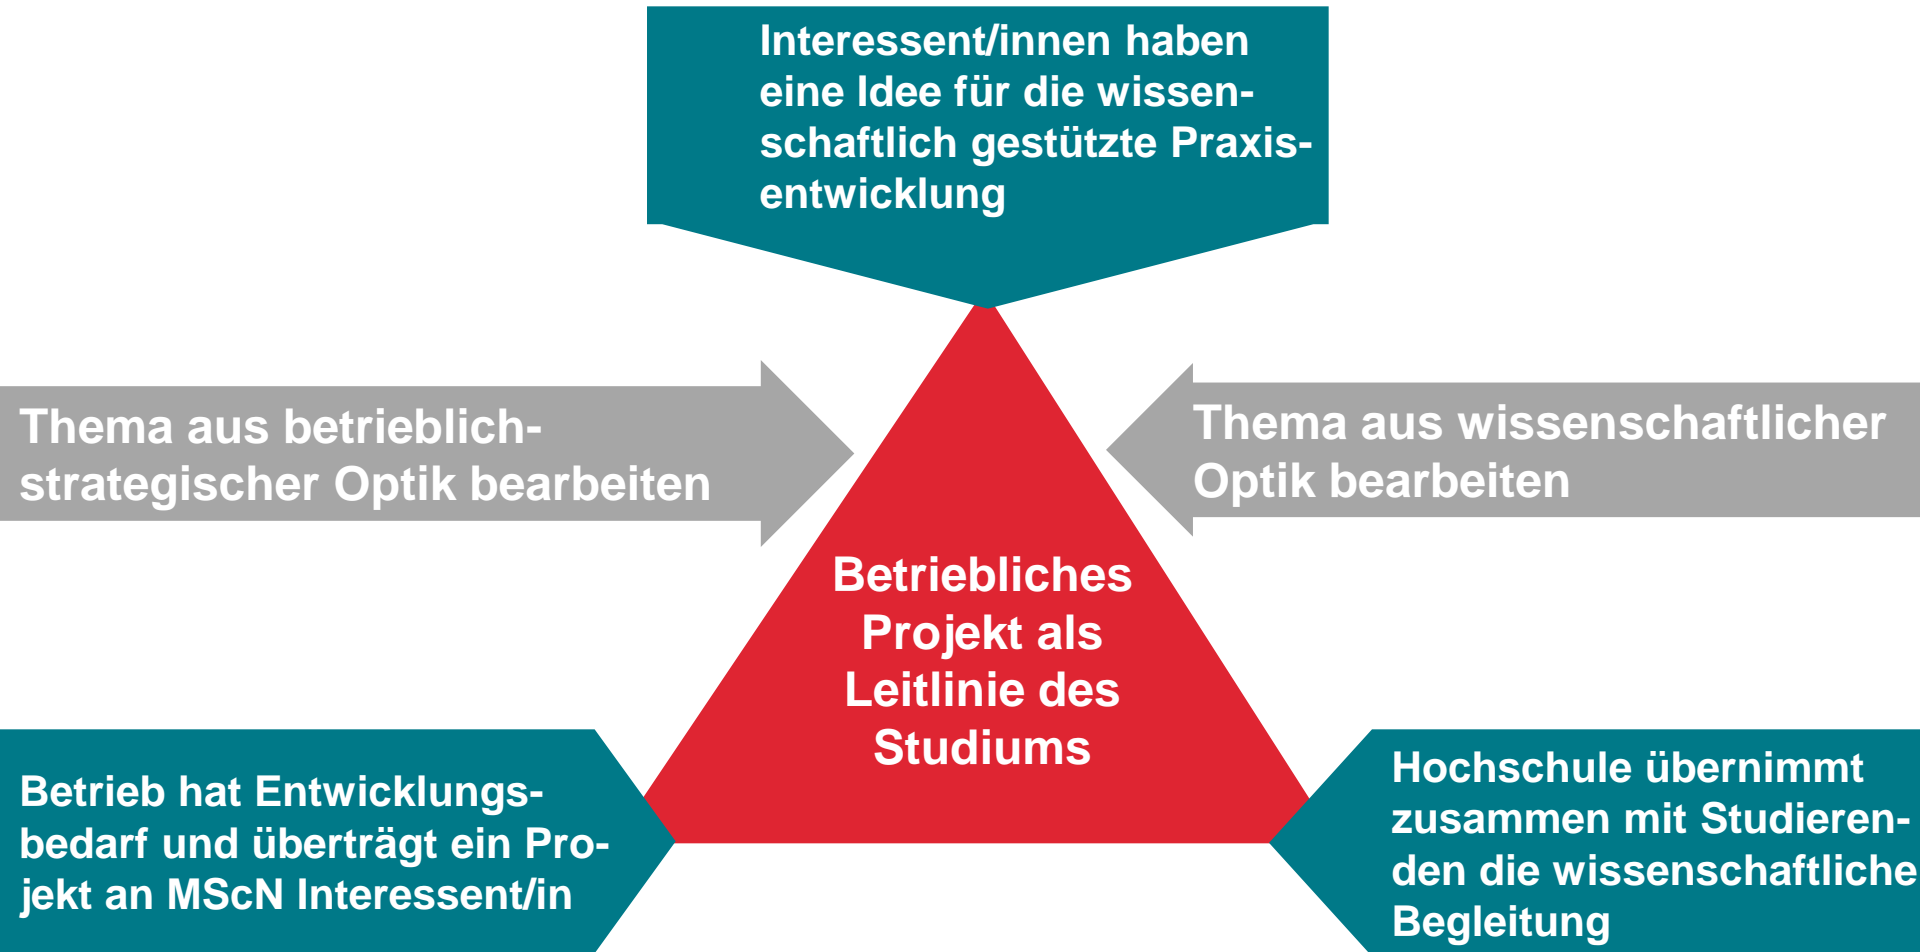 Interessent/innen haben
eine Idee für die wissen-
schaftlich gestützte Praxis-
entwicklung
Thema aus betrieblich-
strategischer Optik bearbeiten
Thema aus wissenschaftlicher
Optik bearbeiten
Betriebliches
Projekt als
Leitlinie des
Studiums
Betrieb hat Entwicklungs-
bedarf und überträgt ein Pro-
jekt an MScN Interessent/in
Hochschule übernimmt
zusammen mit Studieren-
den die wissenschaftliche
Begleitung